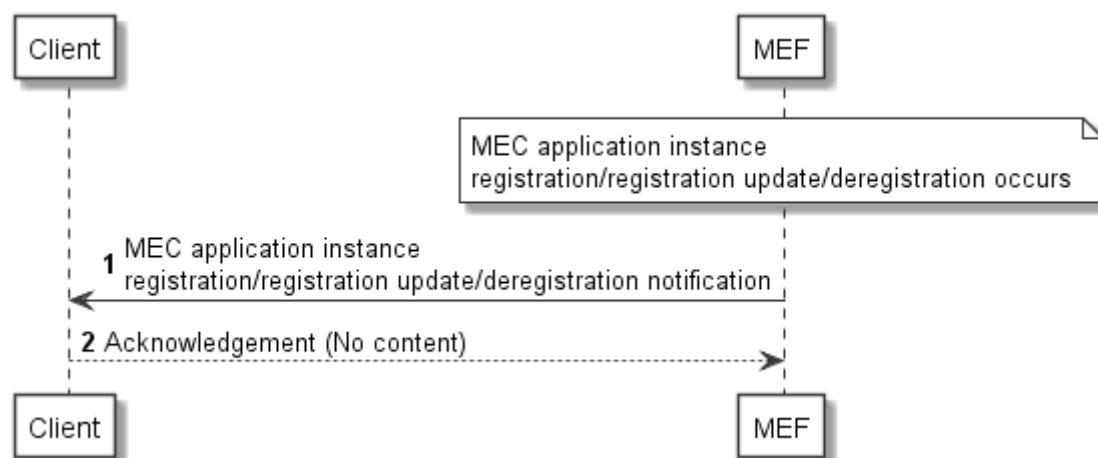 Client
MEF
MEC application instance
registration/registration update/deregistration occurs
1 MEC application instance
registration/registration update/deregistration notification
2 Acknowledgement (No content)
Client
MEF